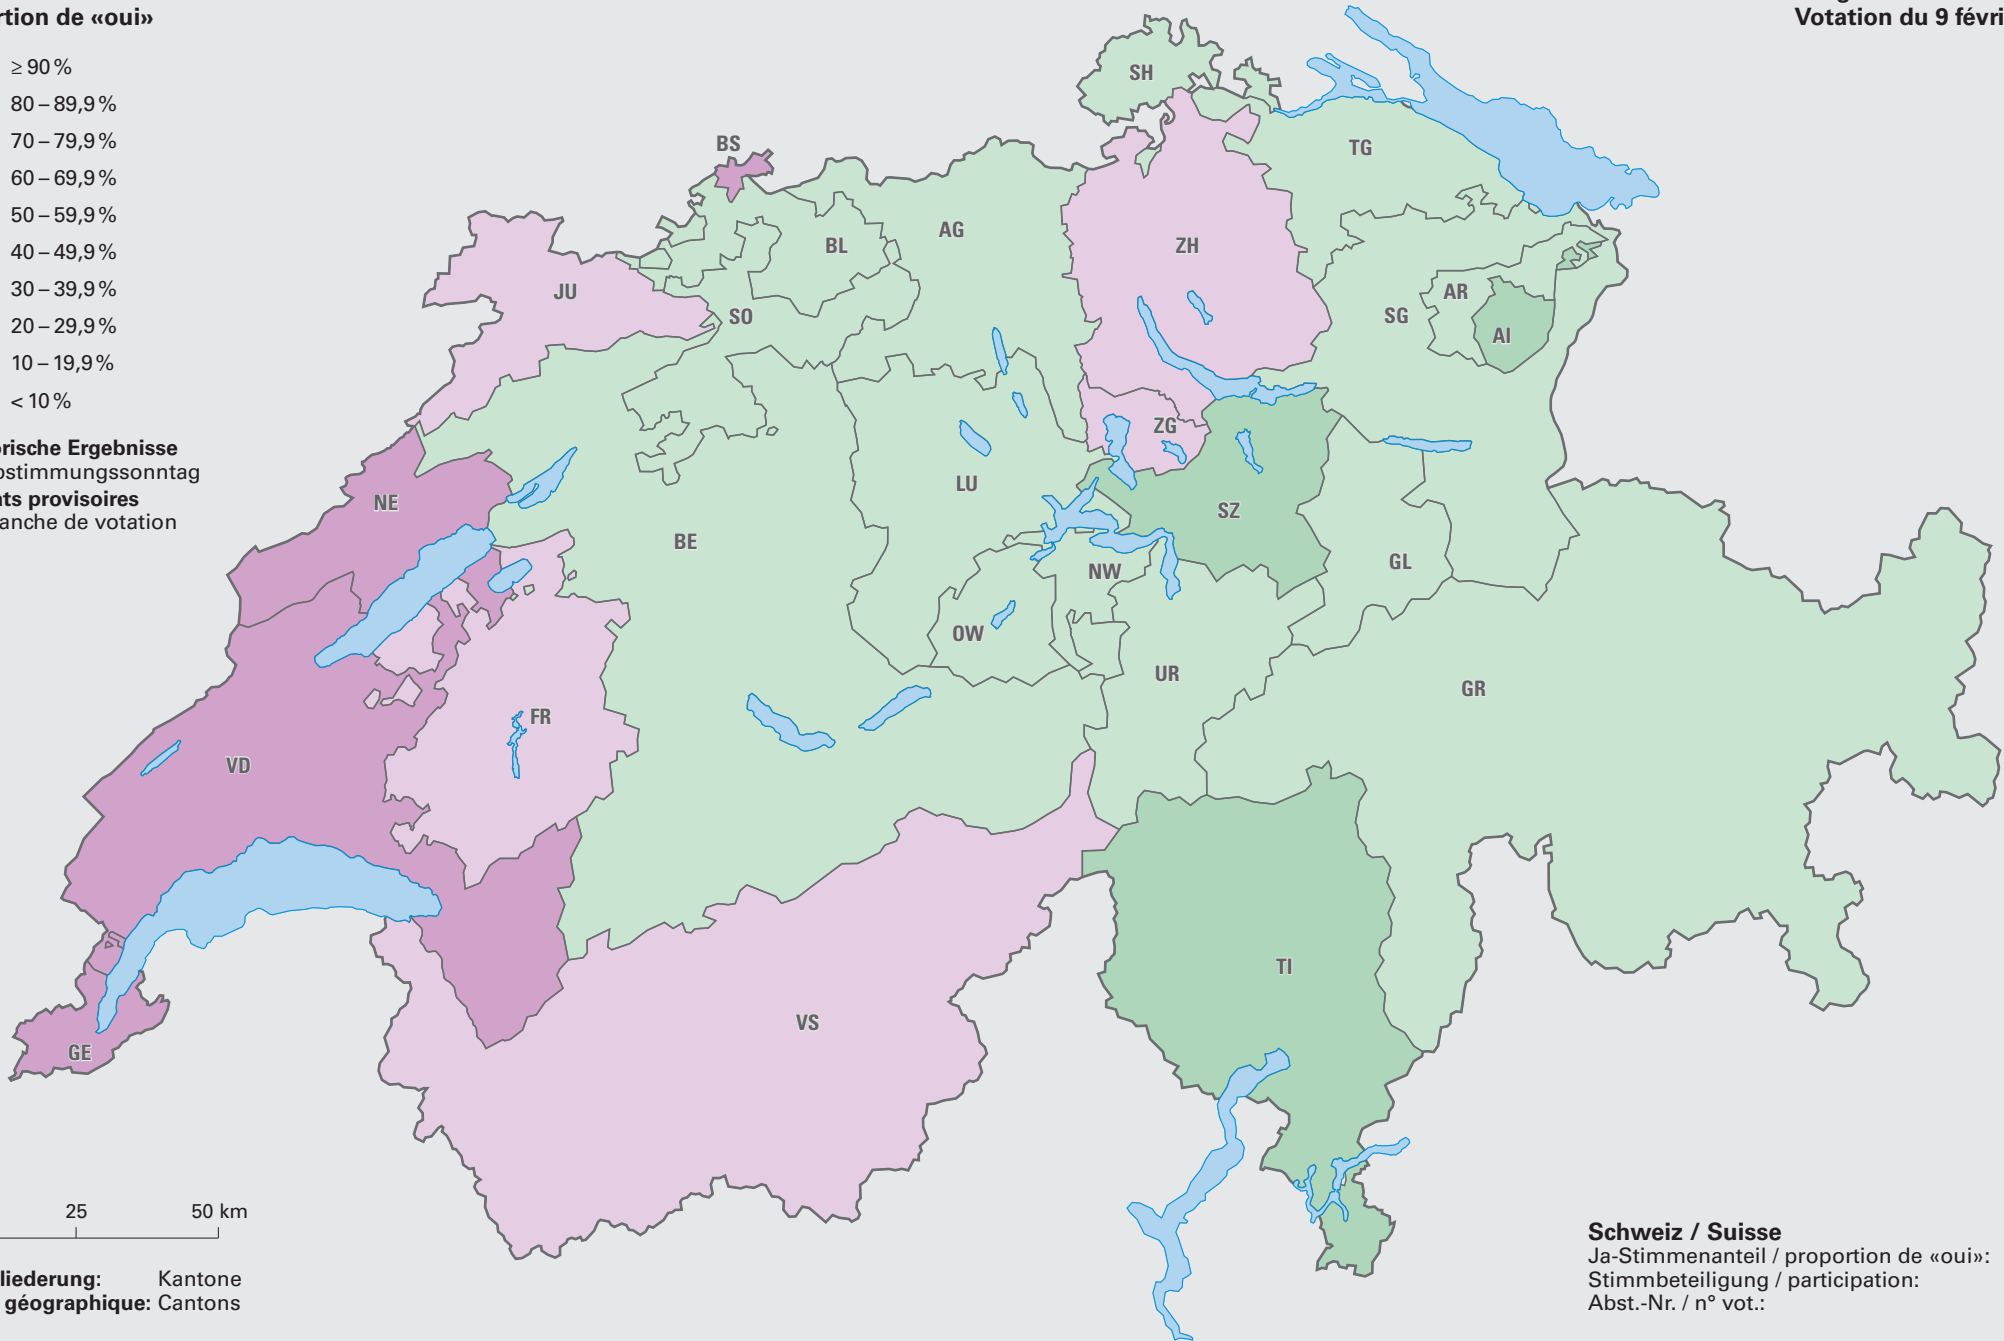 rtion de «oui»
Votation du 9 févri
≥ 90 %
80 – 89,9 %
70 – 79,9 %
60 – 69,9 %
50 – 59,9 %
40 – 49,9 %
30 – 39,9 %
20 – 29,9 %
10 – 19,9 %
< 10 %
rische Ergebnisse
bstimmungssonntag
ts provisoires
anche de votation
SH
BS
TG
AG
BL
ZH
JU
SO
AR
SG
AI
ZG
LU
NE
SZ
BE
GL
NW
OW
UR
GR
FR
VD
TI
VS
GE
25 50 km
liederung: Kantone
géographique: Cantons
Schweiz / Suisse
Ja-Stimmenanteil / proportion de «oui»:
Stimmbeteiligung / participation:
Abst.-Nr. / n° vot.: